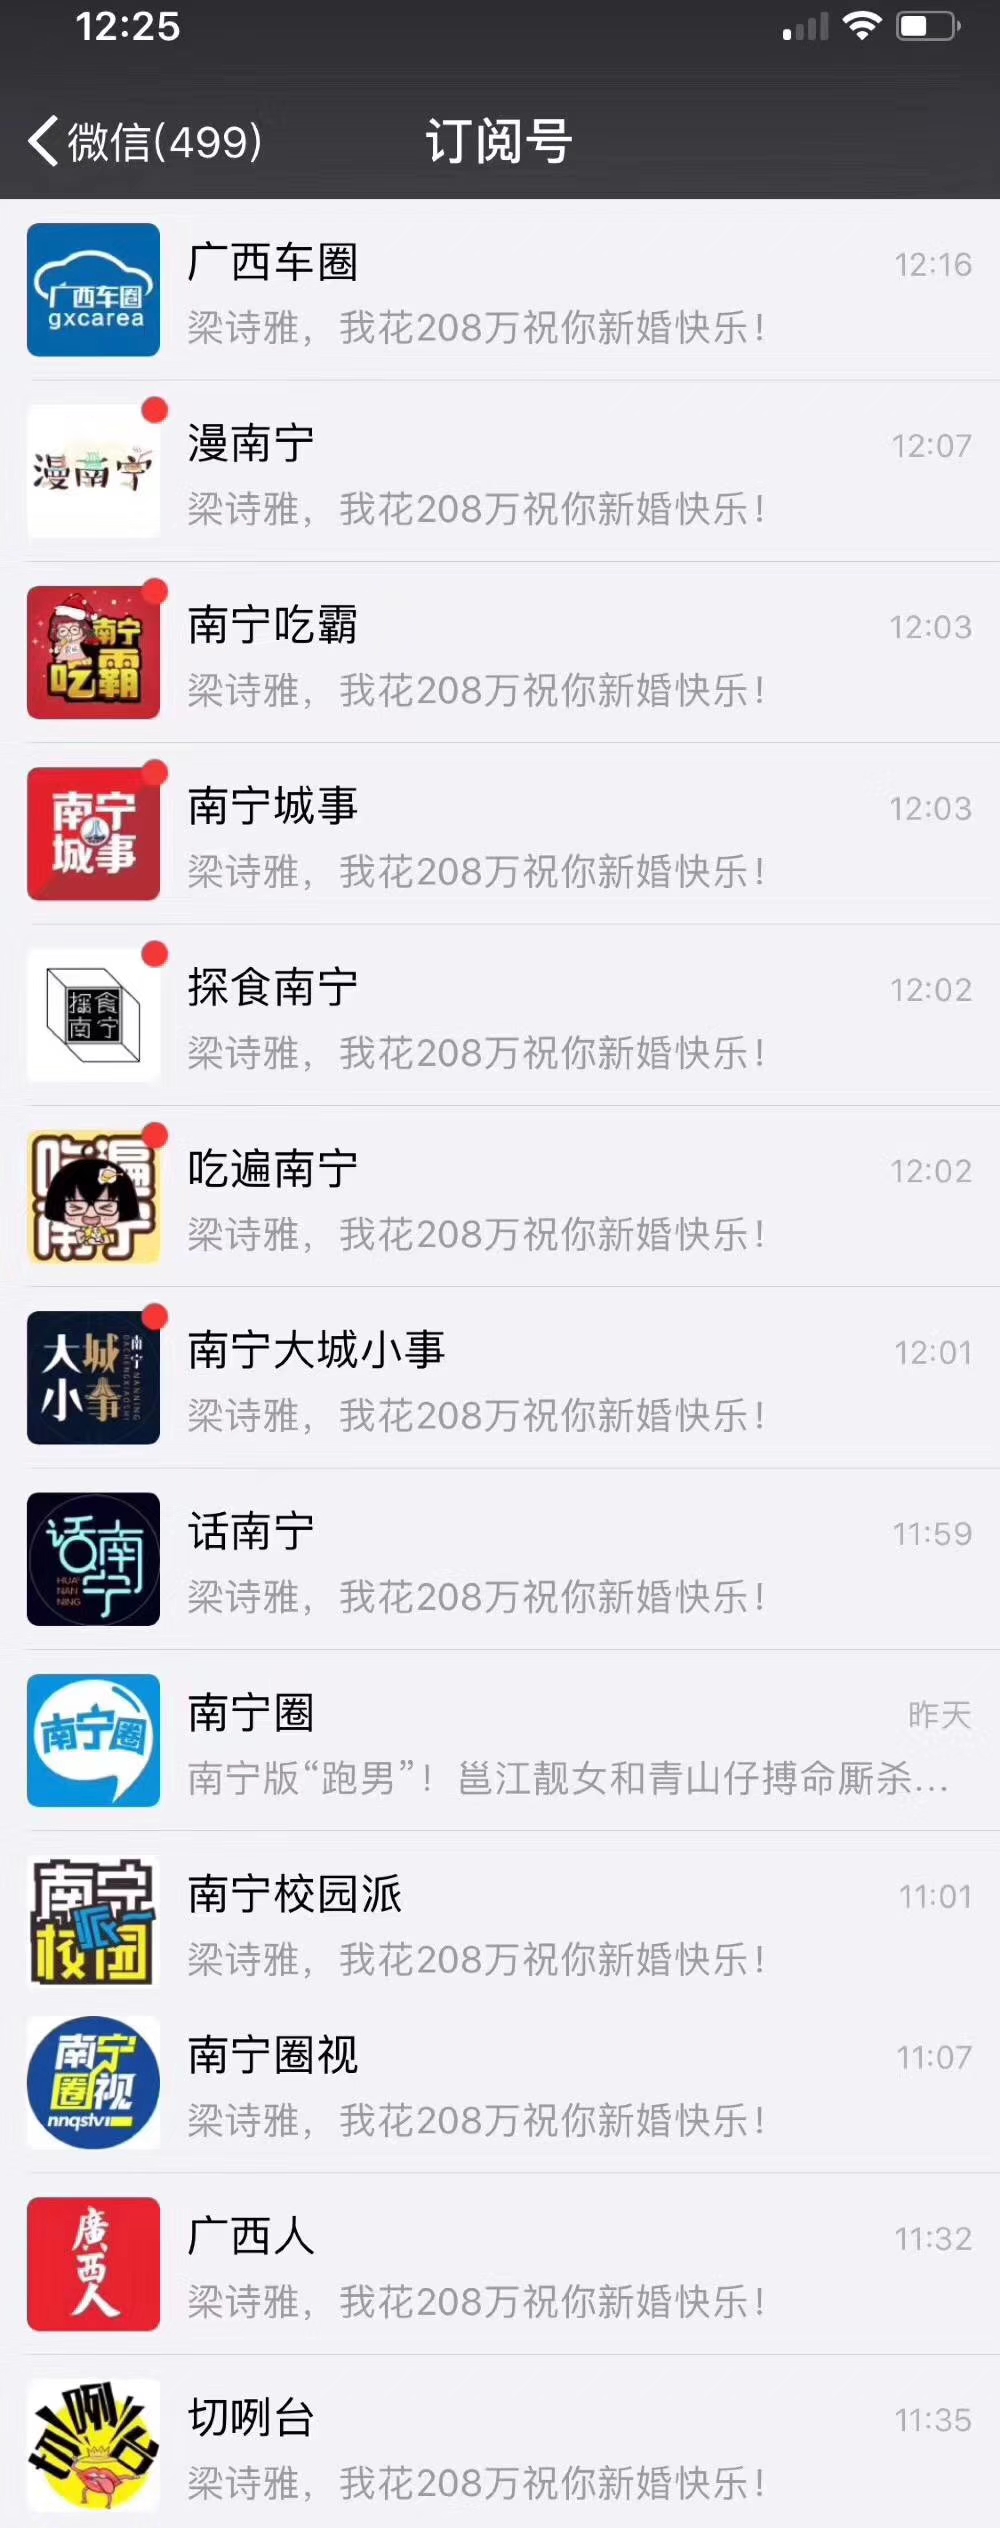 12:25
微信(499)
订阅号
广西车圈
gxcarea
广西车圈
12:16
梁诗雅，我花208万祝你新婚快乐！
漫南宁
漫南宁
12:07
梁诗雅，我花208万祝你新婚快乐！
南宁
吃霸
南宁吃霸
12:03
梁诗雅，我花208万祝你新婚快乐！
南宁
城事
南宁城事
12:03
梁诗雅，我花208万祝你新婚快乐！
探食
南宁
探食南宁
12:02
梁诗雅，我花208万祝你新婚快乐！
吃遍
南宁
吃遍南宁
12:02
梁诗雅，我花208万祝你新婚快乐！
大城
小事
南宁
DACHENGXIAOSHI
NANNING
南宁大城小事
12:01
梁诗雅，我花208万祝你新婚快乐！
话南宁
HUA
NAN
NING
话南宁
11:59
梁诗雅，我花208万祝你新婚快乐！
南宁圈
南宁圈
昨天
南宁版“跑男”！邕江靓女和青山仔搏命厮杀...
南宁
派
校园
南宁校园派
11:01
梁诗雅，我花208万祝你新婚快乐！
南宁
圈视
nnqstv
南宁圈视
11:07
梁诗雅，我花208万祝你新婚快乐！
廣西人
广西人
11:32
梁诗雅，我花208万祝你新婚快乐！
切咧台
切咧台
11:35
梁诗雅，我花208万祝你新婚快乐！